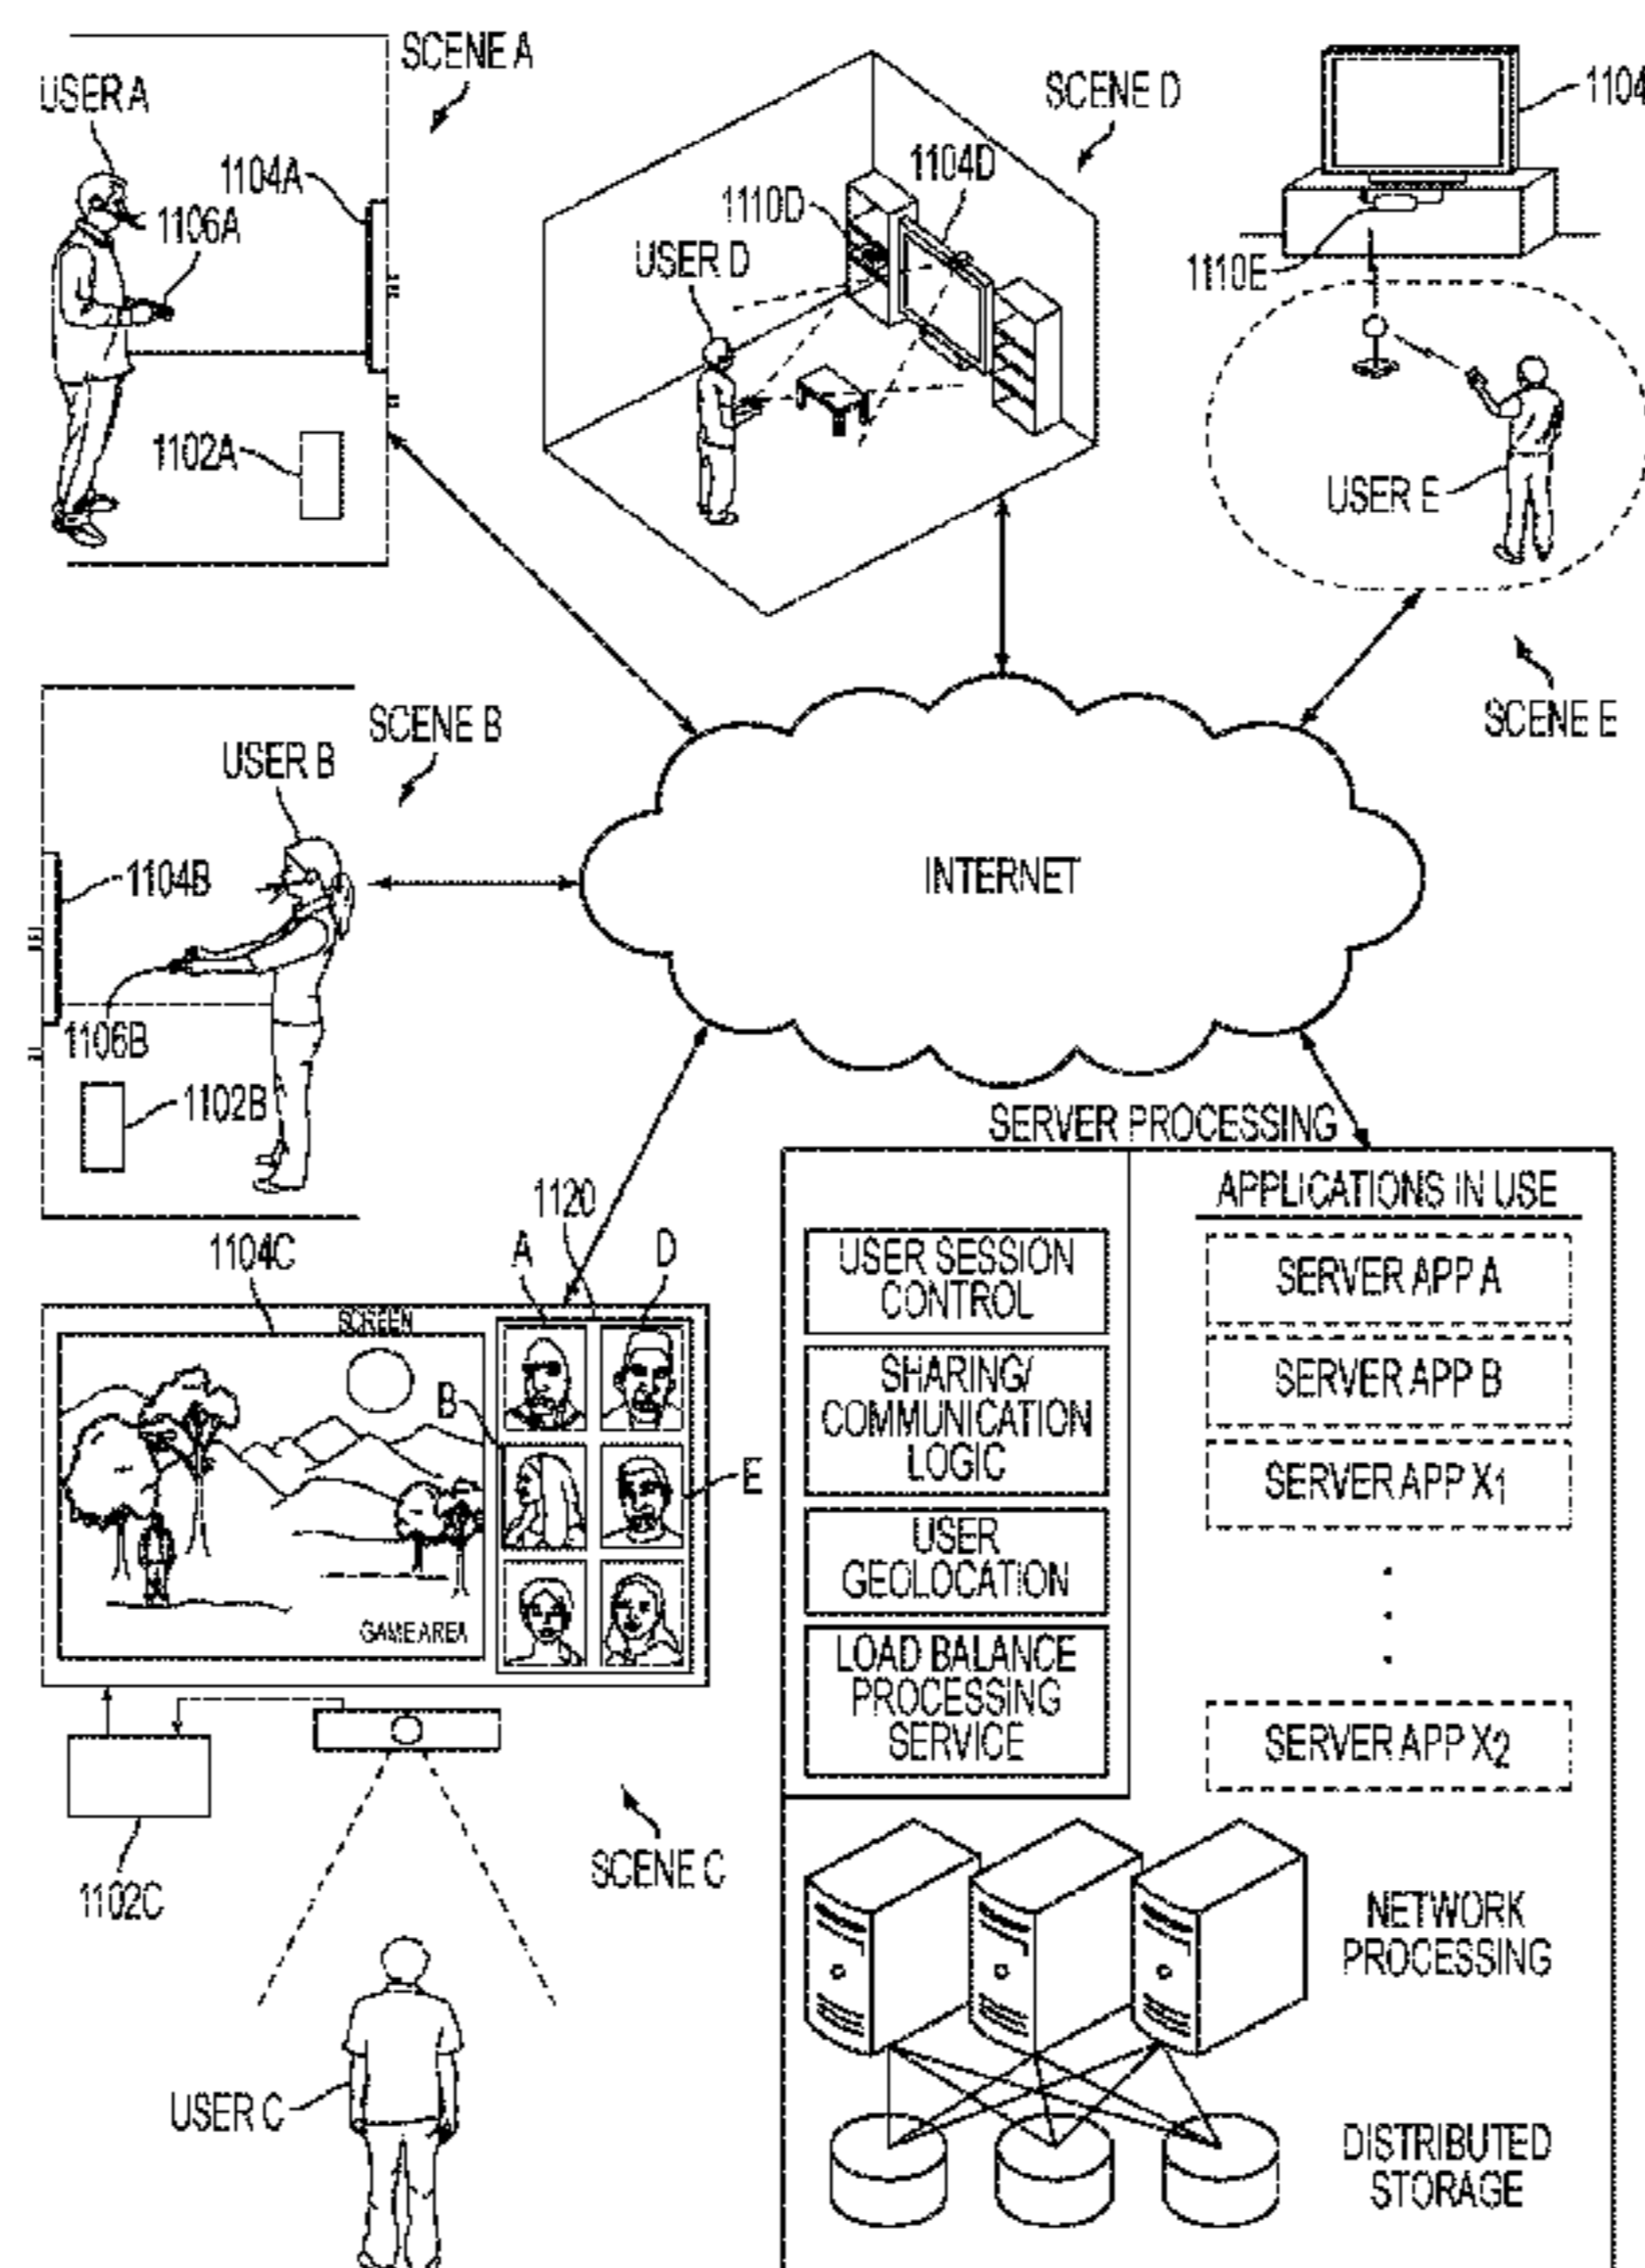 SCENE A
USER A
1104A
1106A
1102A
SCENE D
1104D
1110D
USER D
1104
1110E
USER E
SCENE E
SCENE B
USER B
1104B
1106B
1102B
INTERNET
SERVER PROCESSING
1120
A
D
1104C
SCREEN
B
E
GAME AREA
1102C
SCENE C
USER C
USER SESSION
CONTROL
SHARING/
COMMUNICATION
LOGIC
USER
GEOLOCATION
LOAD BALANCE
PROCESSING
SERVICE
APPLICATIONS IN USE
SERVER APP A
SERVER APP B
SERVER APP X1
SERVER APP X2
NETWORK
PROCESSING
DISTRIBUTED
STORAGE